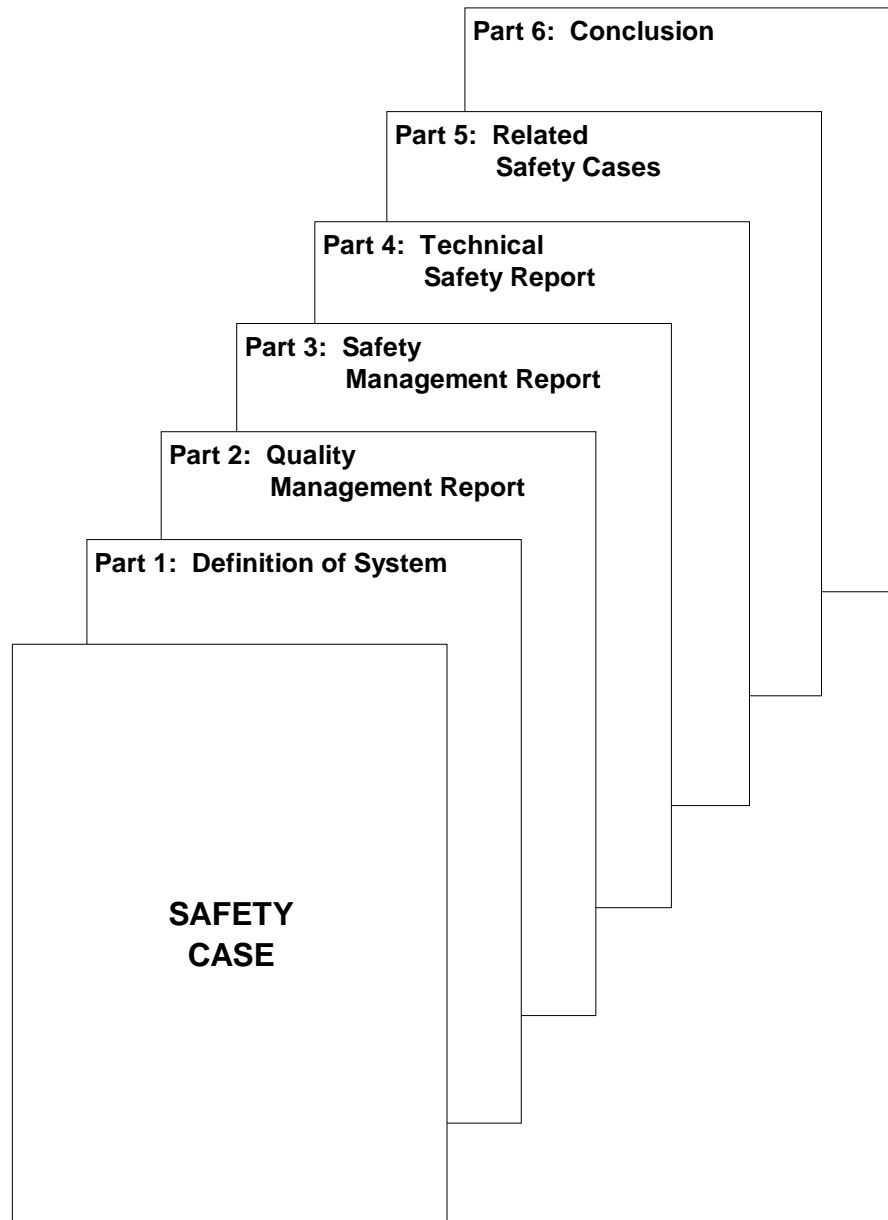 Part 6: Conclusion
Part 5: Related
Safety Cases
Part 4: Technical
Safety Report
Part 3: Safety
Management Report
Part 2: Quality
Management Report
Part 1: Definition of System
SAFETY
CASE